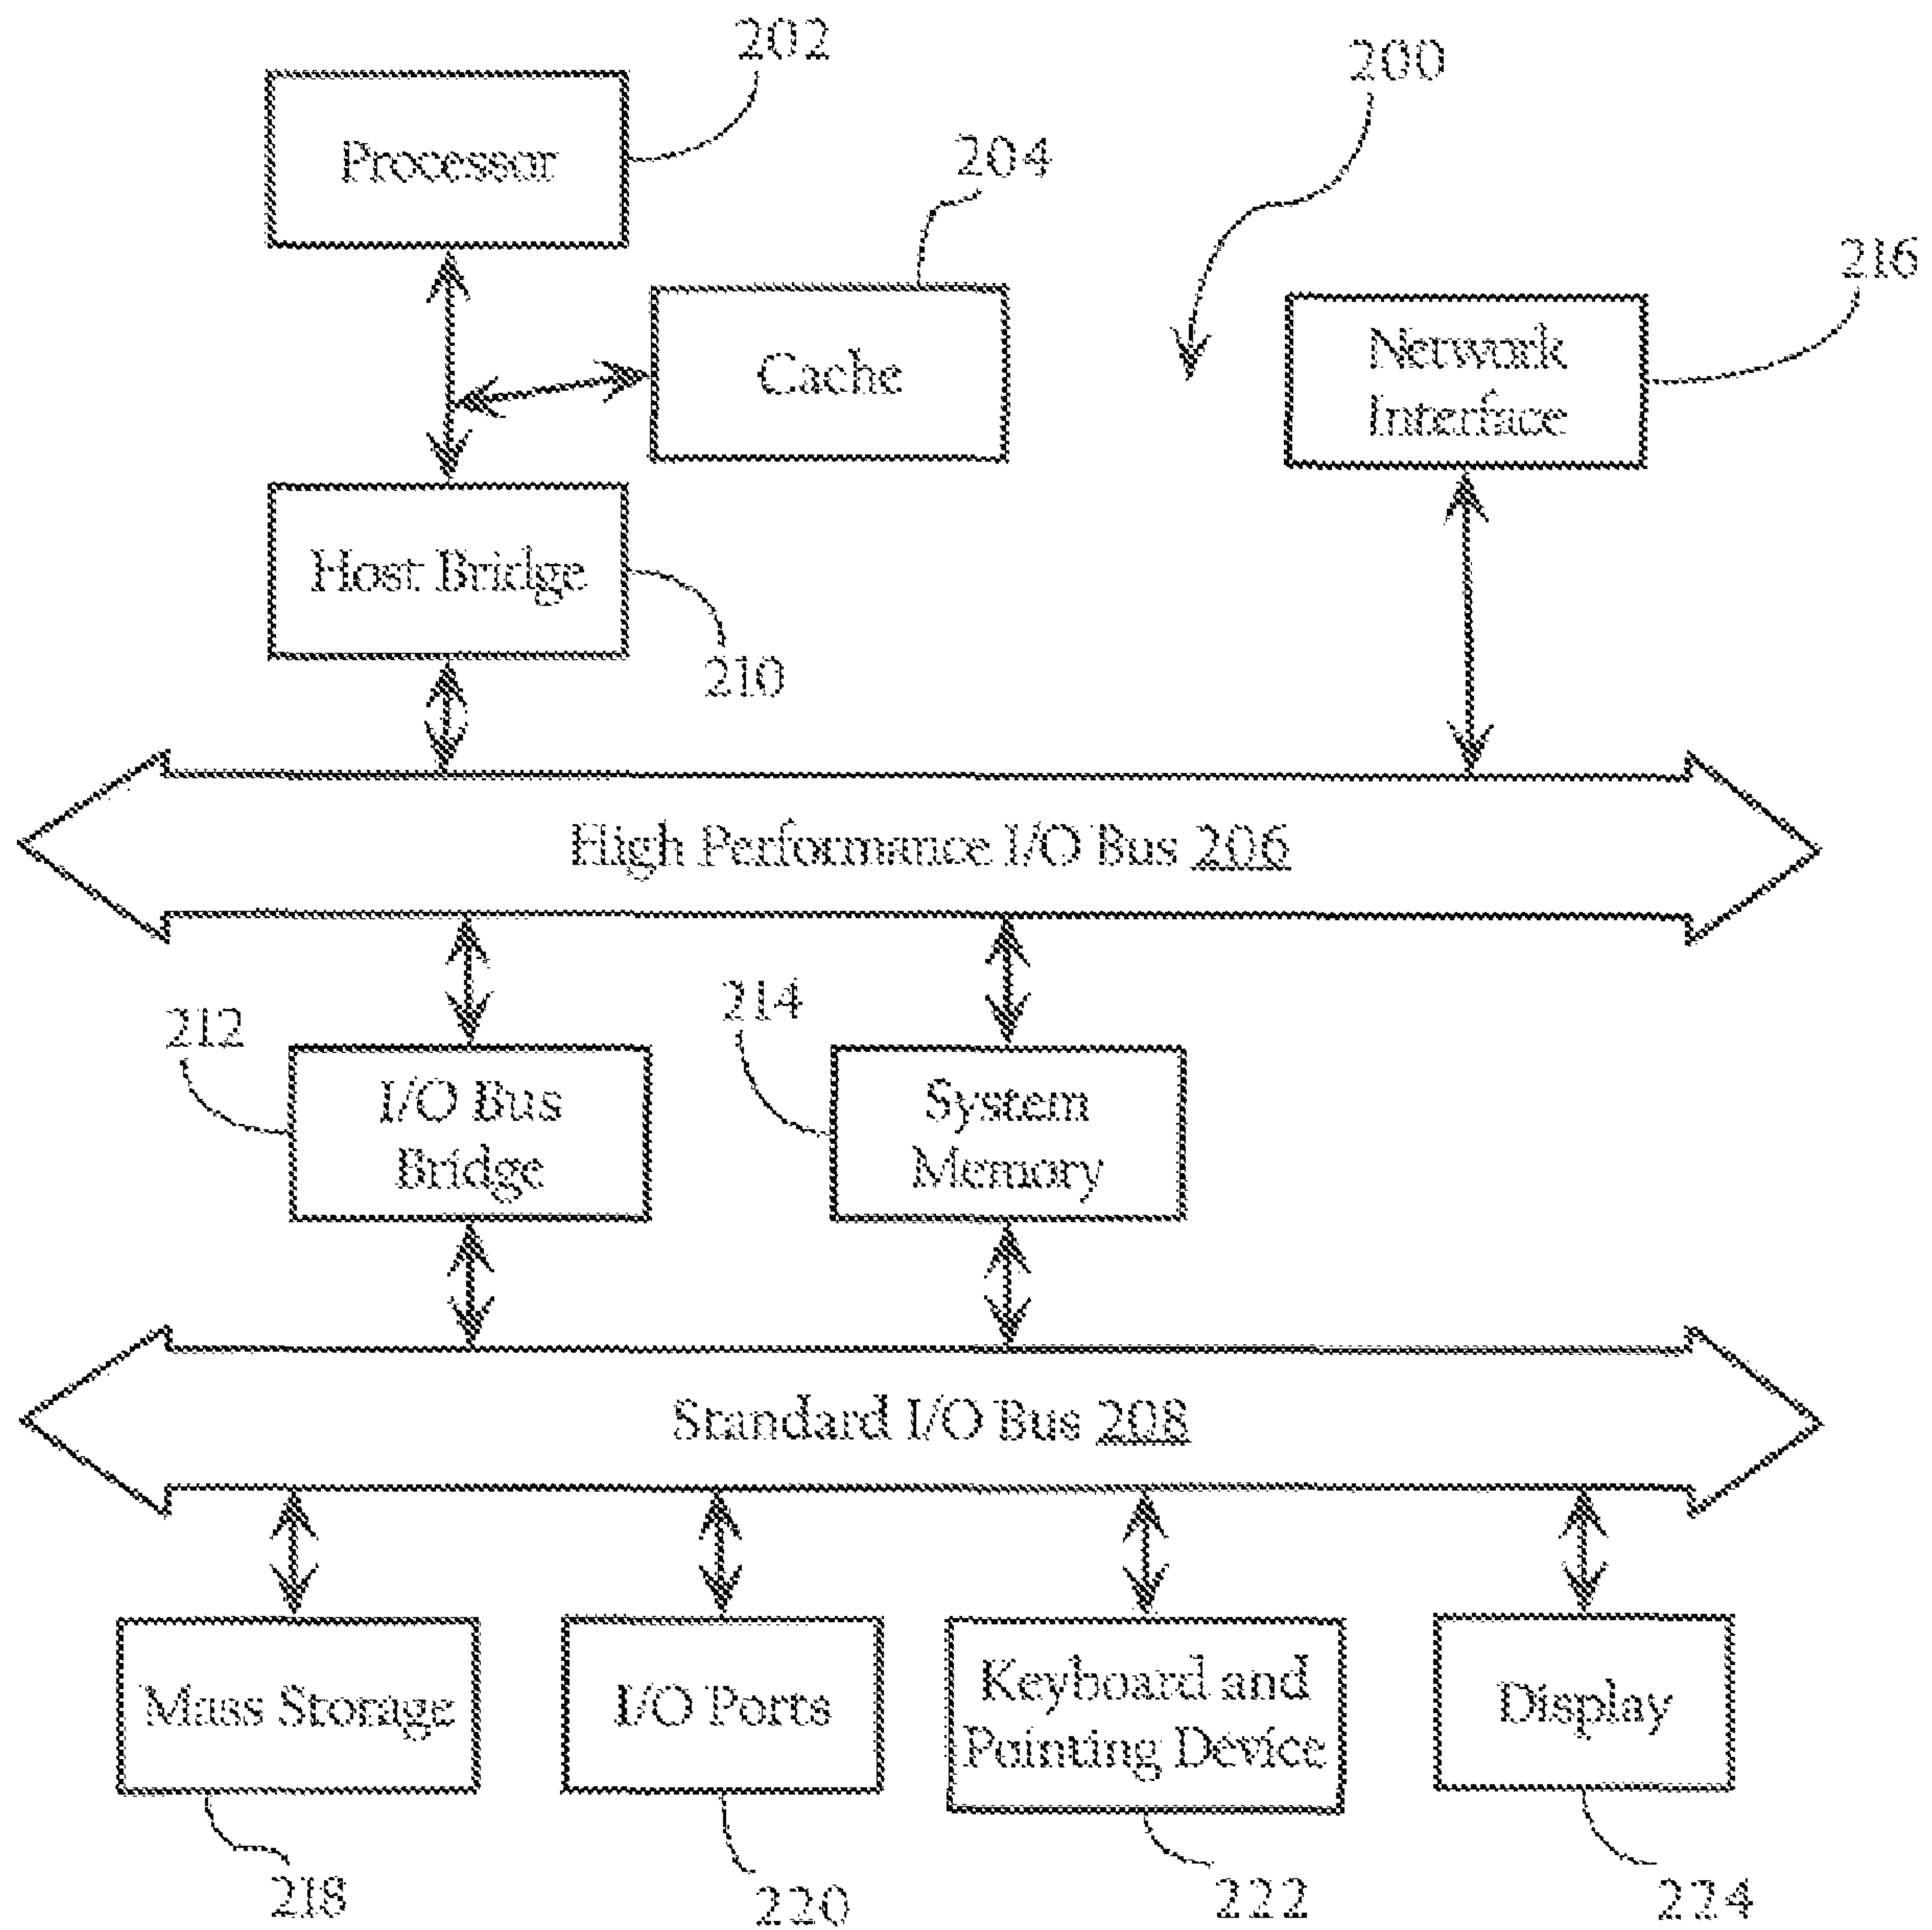 202
200
Processor
204
216
Cache
Network
Interface
Host Bridge
210
High Performance I/O Bus 206
212
214
I/O Bus
Bridge
System
Memory
Standard I/O Bus 208
Mass Storage
I/O Ports
Keyboard and
Pointing Device
Display
218
220
222
224